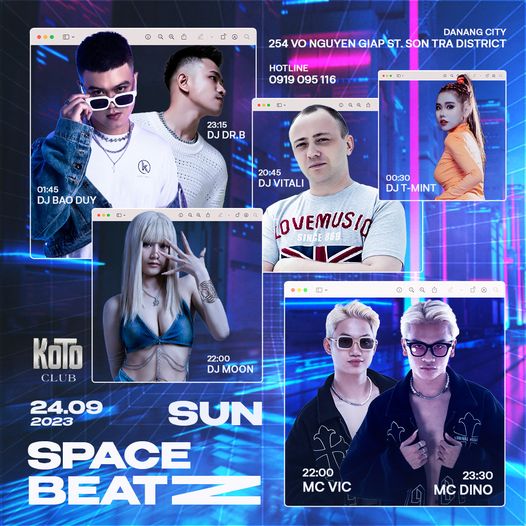 DANANG CITY
254 VO NGUYEN GIAP ST. SON TRA DISTRICT
HOTLINE
0919 095 116
23:15
DJ DR.B
01:45
DJ BAO DUY
20:45
DJ VITALI
LOVEMUSIC
00:30
DJ T-MINT
22:00
DJ MOON
KOTO
CLUB
24.09
2023
SUN
SPACE
BEATZ
22:00
MC VIC
23:30
MC DINO